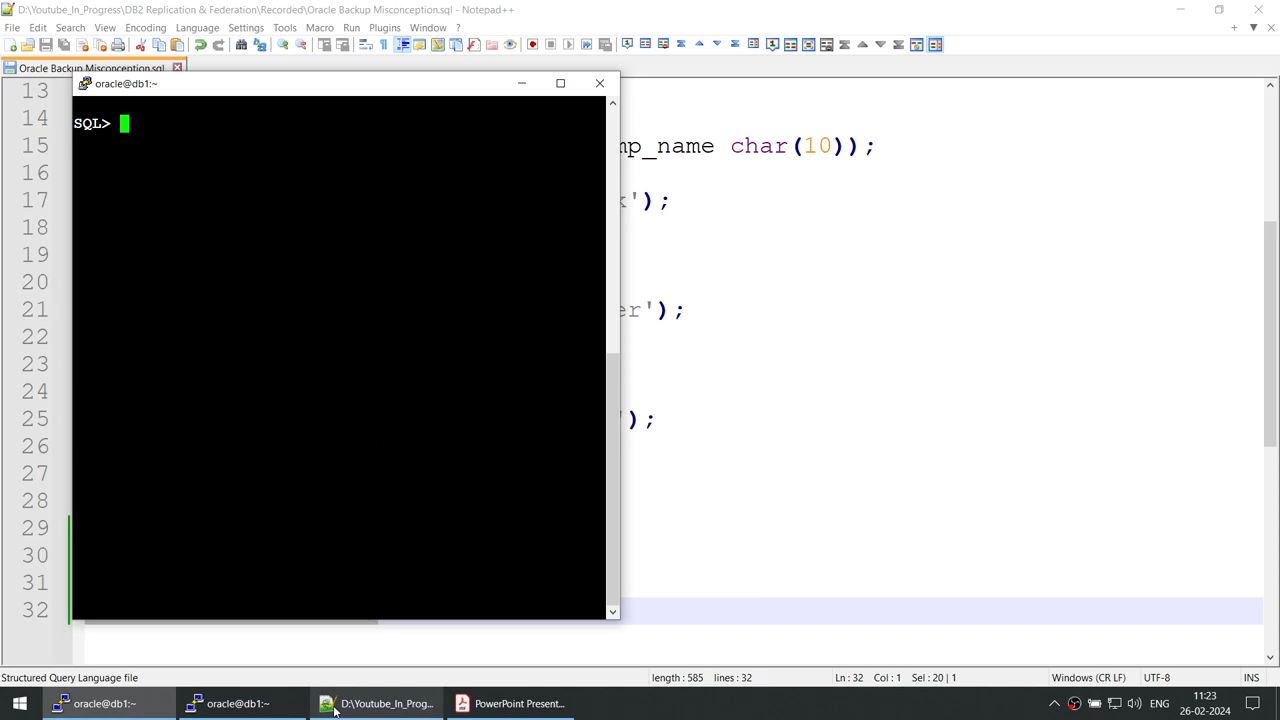 D:\Youtube_In_Progress\DB2 Replication & Federation\Recorded\Oracle Backup Misconception.sql - Notepad++
File Edit Search View Encoding Language Settings Tools Macro Run Plugins Window ?
Oracle Backup Misconception.sql
oracle@db1:~
SQL>
13
14
15 mp_name char(10));
16
17 k');
18
19
20
21 er');
22
23
24
25 ');
26
27
28
29
30
31
32
Structured Query Language file length : 585 lines : 32 Ln : 32 Col : 1 Sel : 20 | 1 Windows (CR LF) UTF-8 INS
oracle@db1:~ oracle@db1:~ D:\Youtube_In_Prog... PowerPoint Present... ENG 11:23
26-02-2024